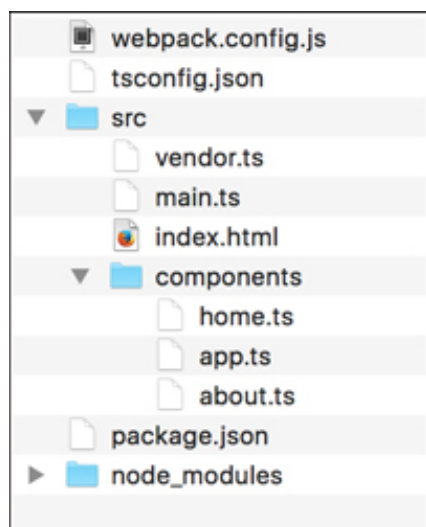 webpack.config.js
tsconfig.json
src
vendor.ts
main.ts
index.html
components
home.ts
app.ts
about.ts
package.json
node_modules